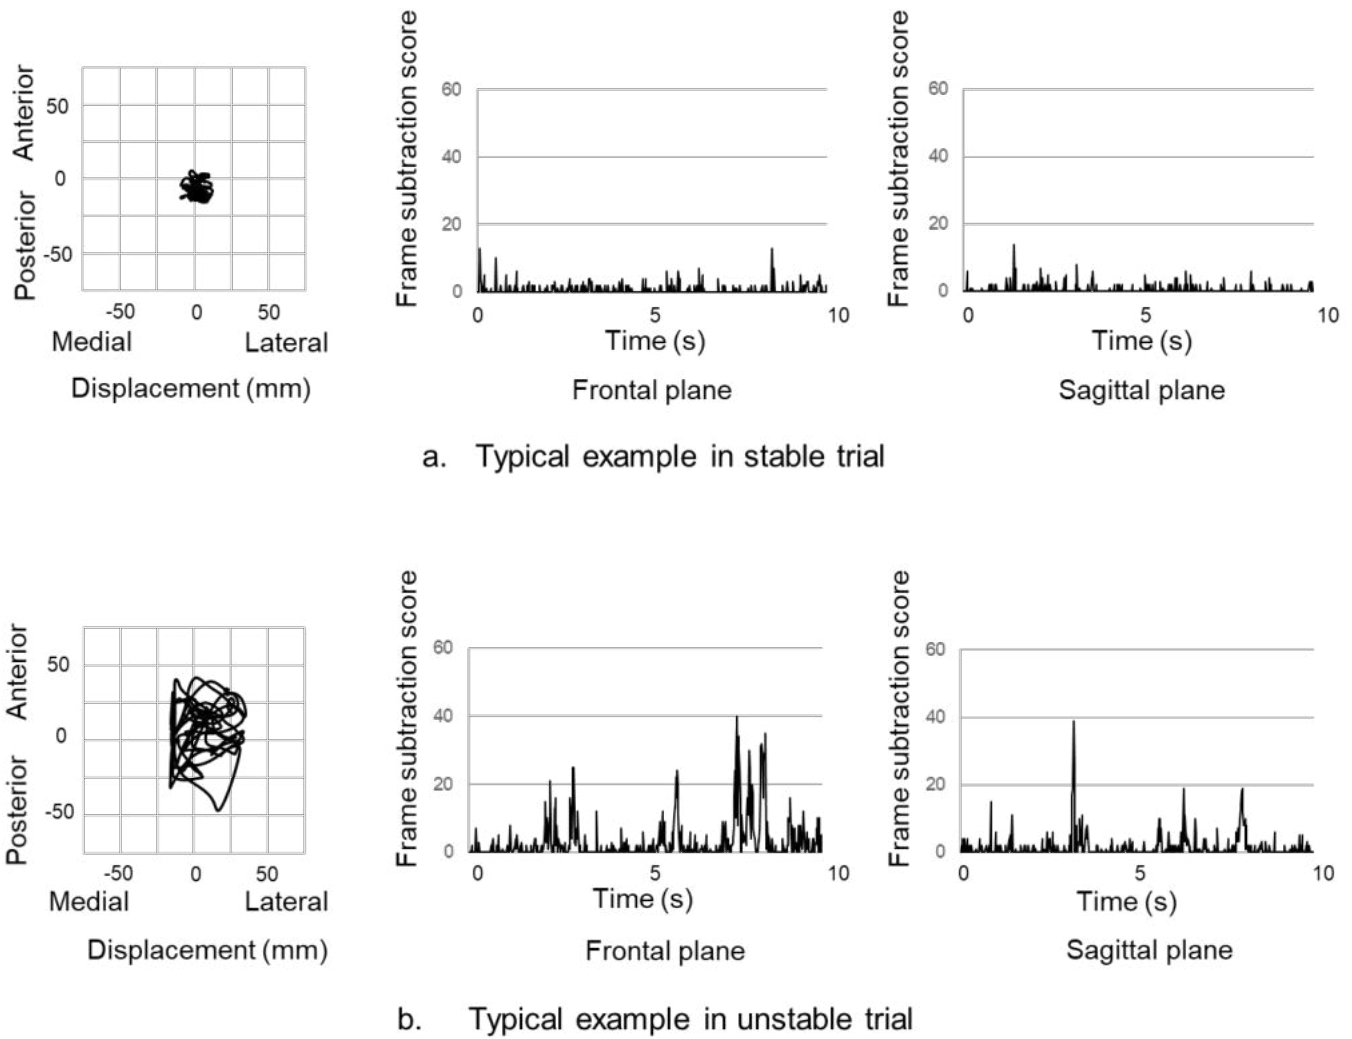 Anterior
Posterior
50
0
-50
-50 0 50
Medial Lateral
Displacement (mm)
Frame subtraction score
60
40
20
0
0 5 10
Time (s)
Frontal plane
Frame subtraction score
60
40
20
0
0 5 10
Time (s)
Sagittal plane
a. Typical example in stable trial
Anterior
Posterior
50
0
-50
-50 0 50
Medial Lateral
Displacement (mm)
Frame subtraction score
60
40
20
0
0 5 10
Time (s)
Frontal plane
Frame subtraction score
60
40
20
0
0 5 10
Time (s)
Sagittal plane
b. Typical example in unstable trial